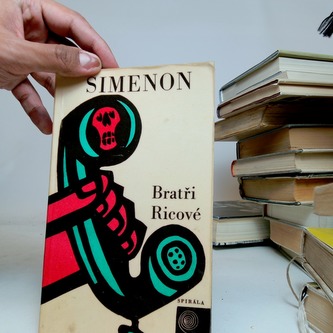 SIMENON
Bratři
Ricové
SPIRÁLA